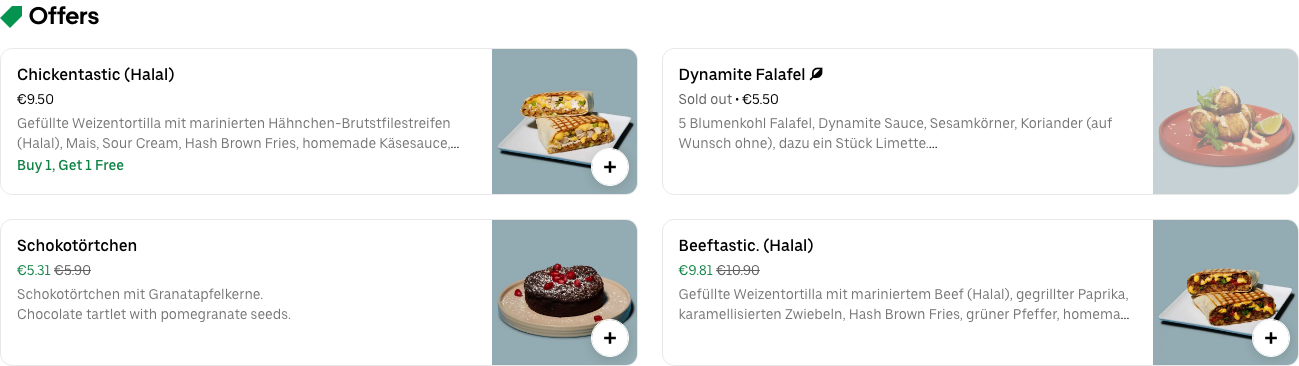 Offers
Chickentastic (Halal)
€9.50
Gefüllte Weizentortilla mit marinierten Hähnchen-Brutstfilestreifen
(Halal), Mais, Sour Cream, Hash Brown Fries, homemade Käsesauce,...
Buy 1, Get 1 Free
Dynamite Falafel
Sold out • €5.50
5 Blumenkohl Falafel, Dynamite Sauce, Sesamkörner, Koriander (auf
Wunsch ohne), dazu ein Stück Limette....
Schokotörtchen
€5.31 €5.90
Schokotörtchen mit Granatapfelkerne.
Chocolate tartlet with pomegranate seeds.
Beeftastic. (Halal)
€9.81 €10.90
Gefüllte Weizentortilla mit mariniertem Beef (Halal), gegrillter Paprika,
karamellisierten Zwiebeln, Hash Brown Fries, grüner Pfeffer, homema...